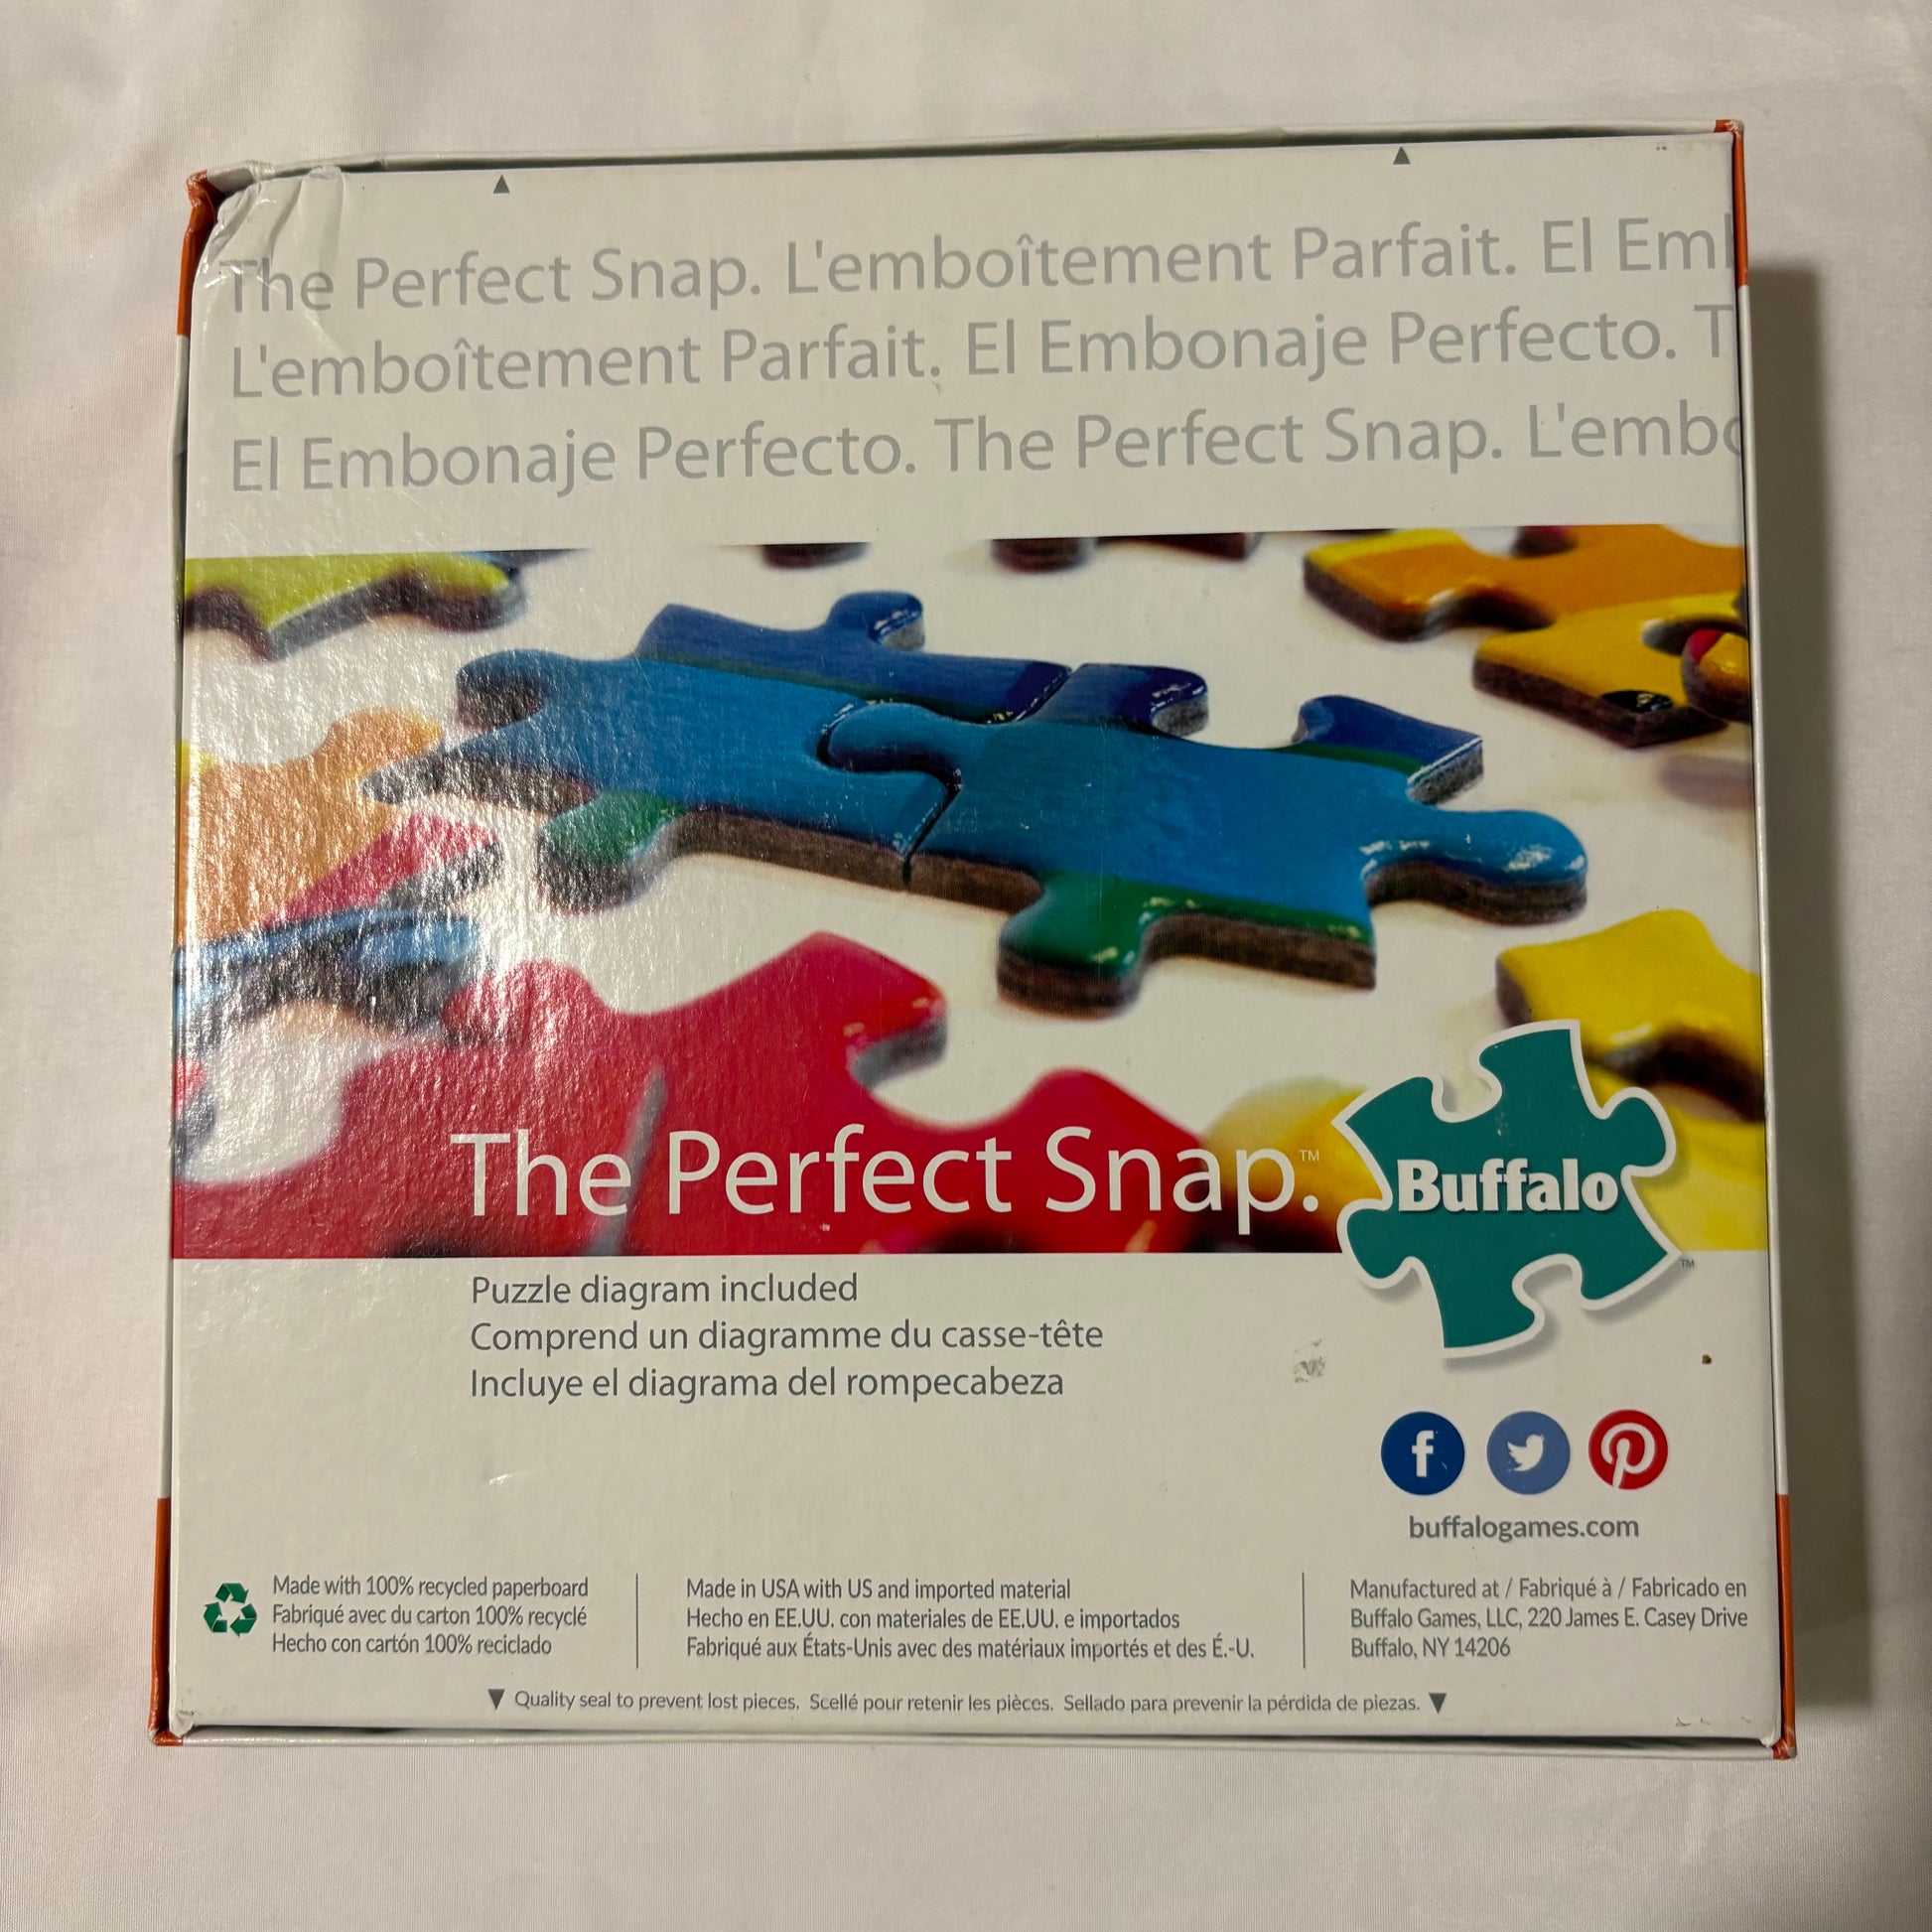 The Perfect Snap. L'emboîtement Parfait. El Em
L'emboîtement Parfait. El Embonaje Perfecto. T
El Embonaje Perfecto. The Perfect Snap. L'embo
The Perfect Snap.™
Buffalo™
Puzzle diagram included
Comprend un diagramme du casse-tête
Incluye el diagrama del rompecabeza
buffalogames.com
Made with 100% recycled paperboard
Fabriqué avec du carton 100% recyclé
Hecho con cartón 100% reciclado
Made in USA with US and imported material
Hecho en EE.UU. con materiales de EE.UU. e importados
Fabriqué aux États-Unis avec des matériaux importés et des É.-U.
Manufactured at / Fabriqué à / Fabricado en
Buffalo Games, LLC, 220 James E. Casey Drive
Buffalo, NY 14206
▼ Quality seal to prevent lost pieces. Scellé pour retenir les pièces. Sellado para prevenir la pérdida de piezas. ▼